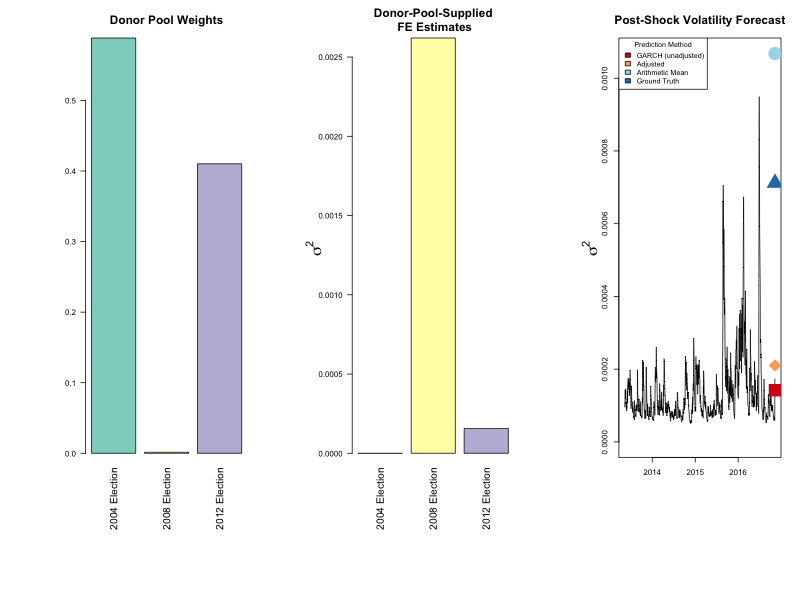 Donor Pool Weights
0.5
0.4
0.3
0.2
0.1
0.0
2004 Election
2008 Election
2012 Election
Donor-Pool-Supplied
FE Estimates
σ2
0.0025
0.0020
0.0015
0.0010
0.0005
0.0000
2004 Election
2008 Election
2012 Election
Post-Shock Volatility Forecast
Prediction Method
GARCH (unadjusted)
Adjusted
Arithmetic Mean
Ground Truth
σ2
0.0010
0.0008
0.0006
0.0004
0.0002
0.0000
2014
2015
2016